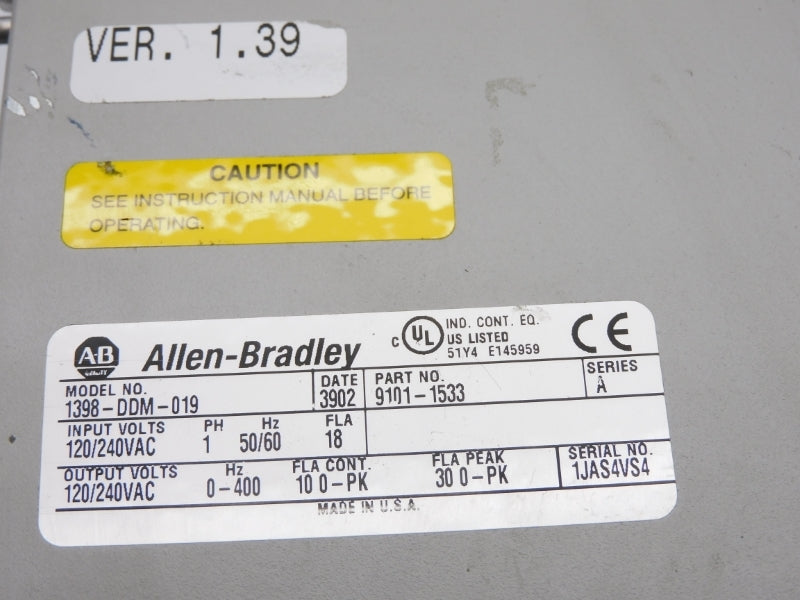 VER. 1.39
CAUTION
SEE INSTRUCTION MANUAL BEFORE
OPERATING.
A-B
QUALITY
Allen-Bradley
C UL
IND. CONT. EQ.
US LISTED
51Y4 E145959
CE
MODEL NO.
1398-DDM-019
DATE
3902
PART NO.
9101-1533
SERIES
A
INPUT VOLTS PH Hz FLA
120/240VAC 1 50/60 18
OUTPUT VOLTS Hz FLA CONT. FLA PEAK
120/240VAC 0-400 10 0-PK 30 0-PK
SERIAL NO.
1JAS4VS4
MADE IN U.S.A.